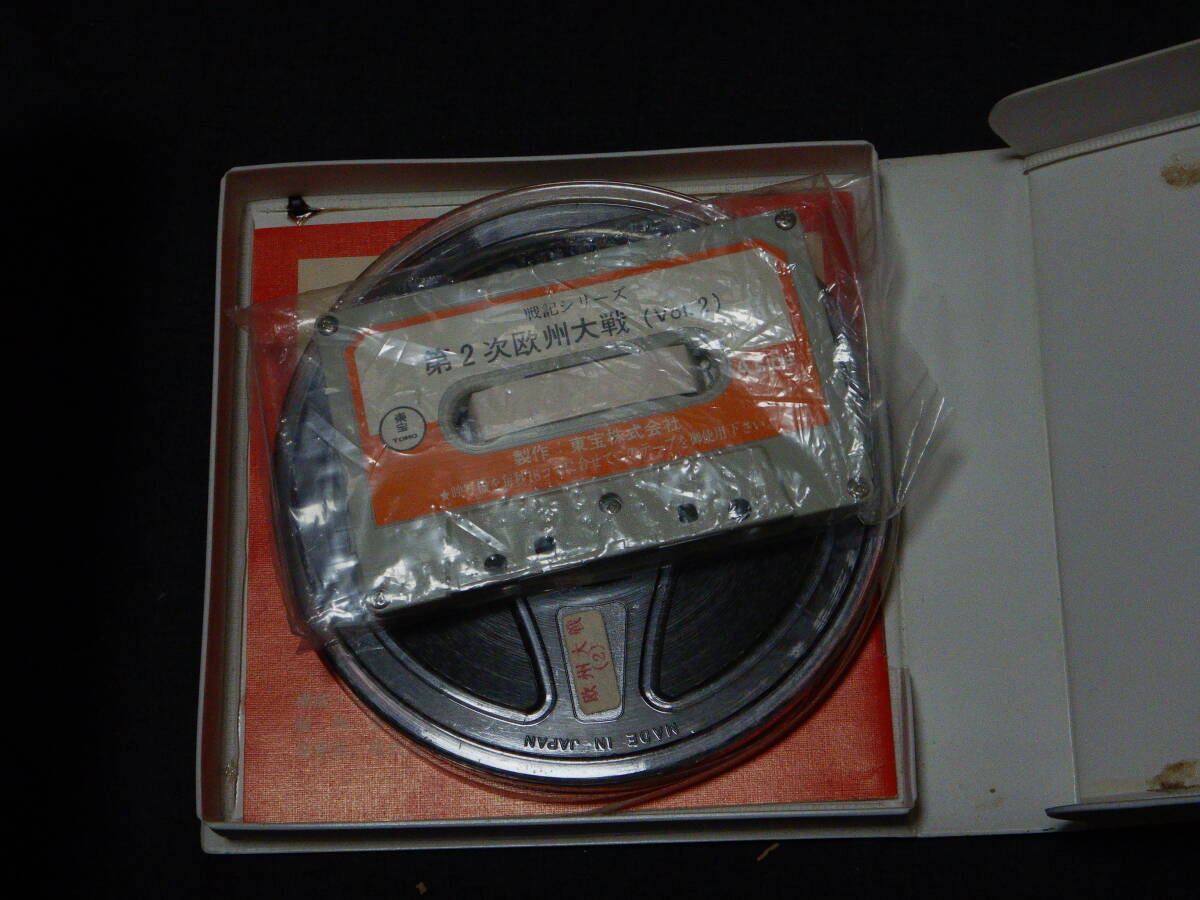 戦記シリーズ
第2次欧州大戦 (Vol.2)
東宝
TOHO
製作 東宝株式会社
欧州大戦
(2)
MADE IN JAPAN